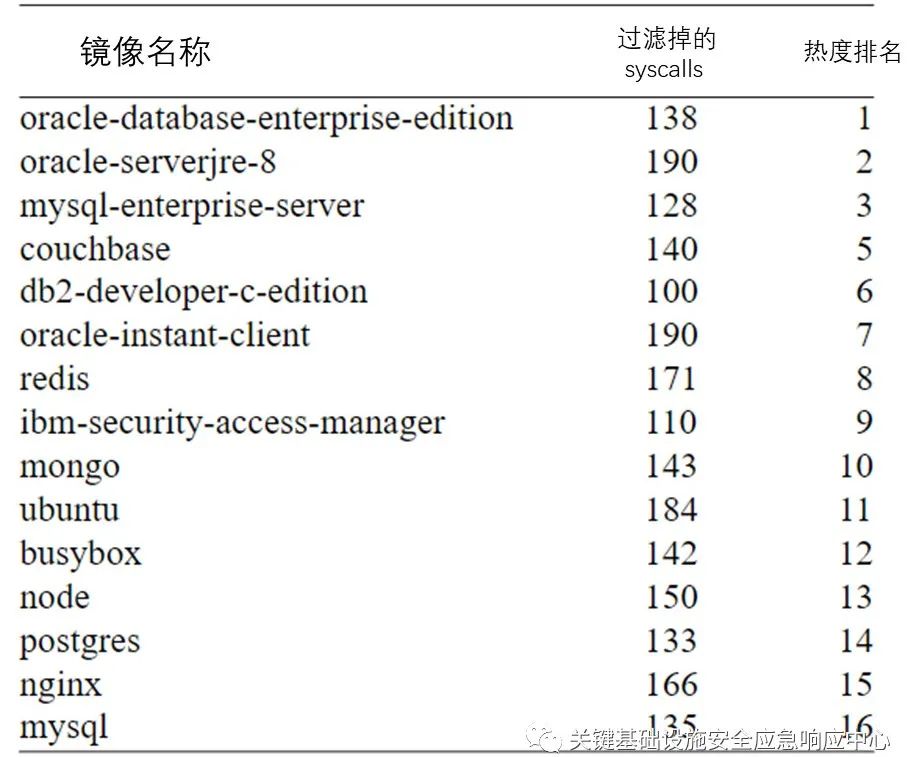 镜像名称 过滤掉的 syscalls 热度排名
oracle-database-enterprise-edition 138 1
oracle-serverjre-8 190 2
mysql-enterprise-server 128 3
couchbase 140 5
db2-developer-c-edition 100 6
oracle-instant-client 190 7
redis 171 8
ibm-security-access-manager 110 9
mongo 143 10
ubuntu 184 11
busybox 142 12
node 150 13
postgres 133 14
nginx 166 15
mysql 135 16
关键基础设施安全应急响应中心